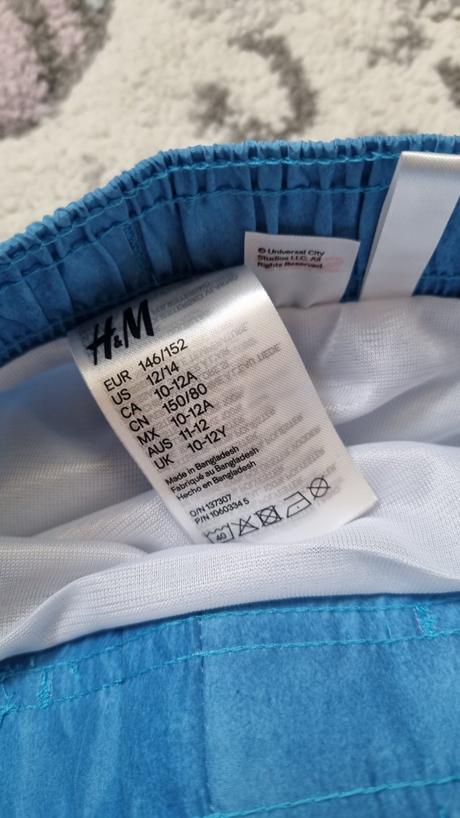 © Universal City
Studios LLC. All
Rights Reserved.
H&M
EUR 146/152
US 12/14
CA 10-12A
CN 150/80
MX 10-12A
AUS 11-12
UK 10-12Y
Made in Bangladesh
Fabriqué au Bangladesh
Hecho en Bangladesh
O/N 137307
P/N 1060334 5
40